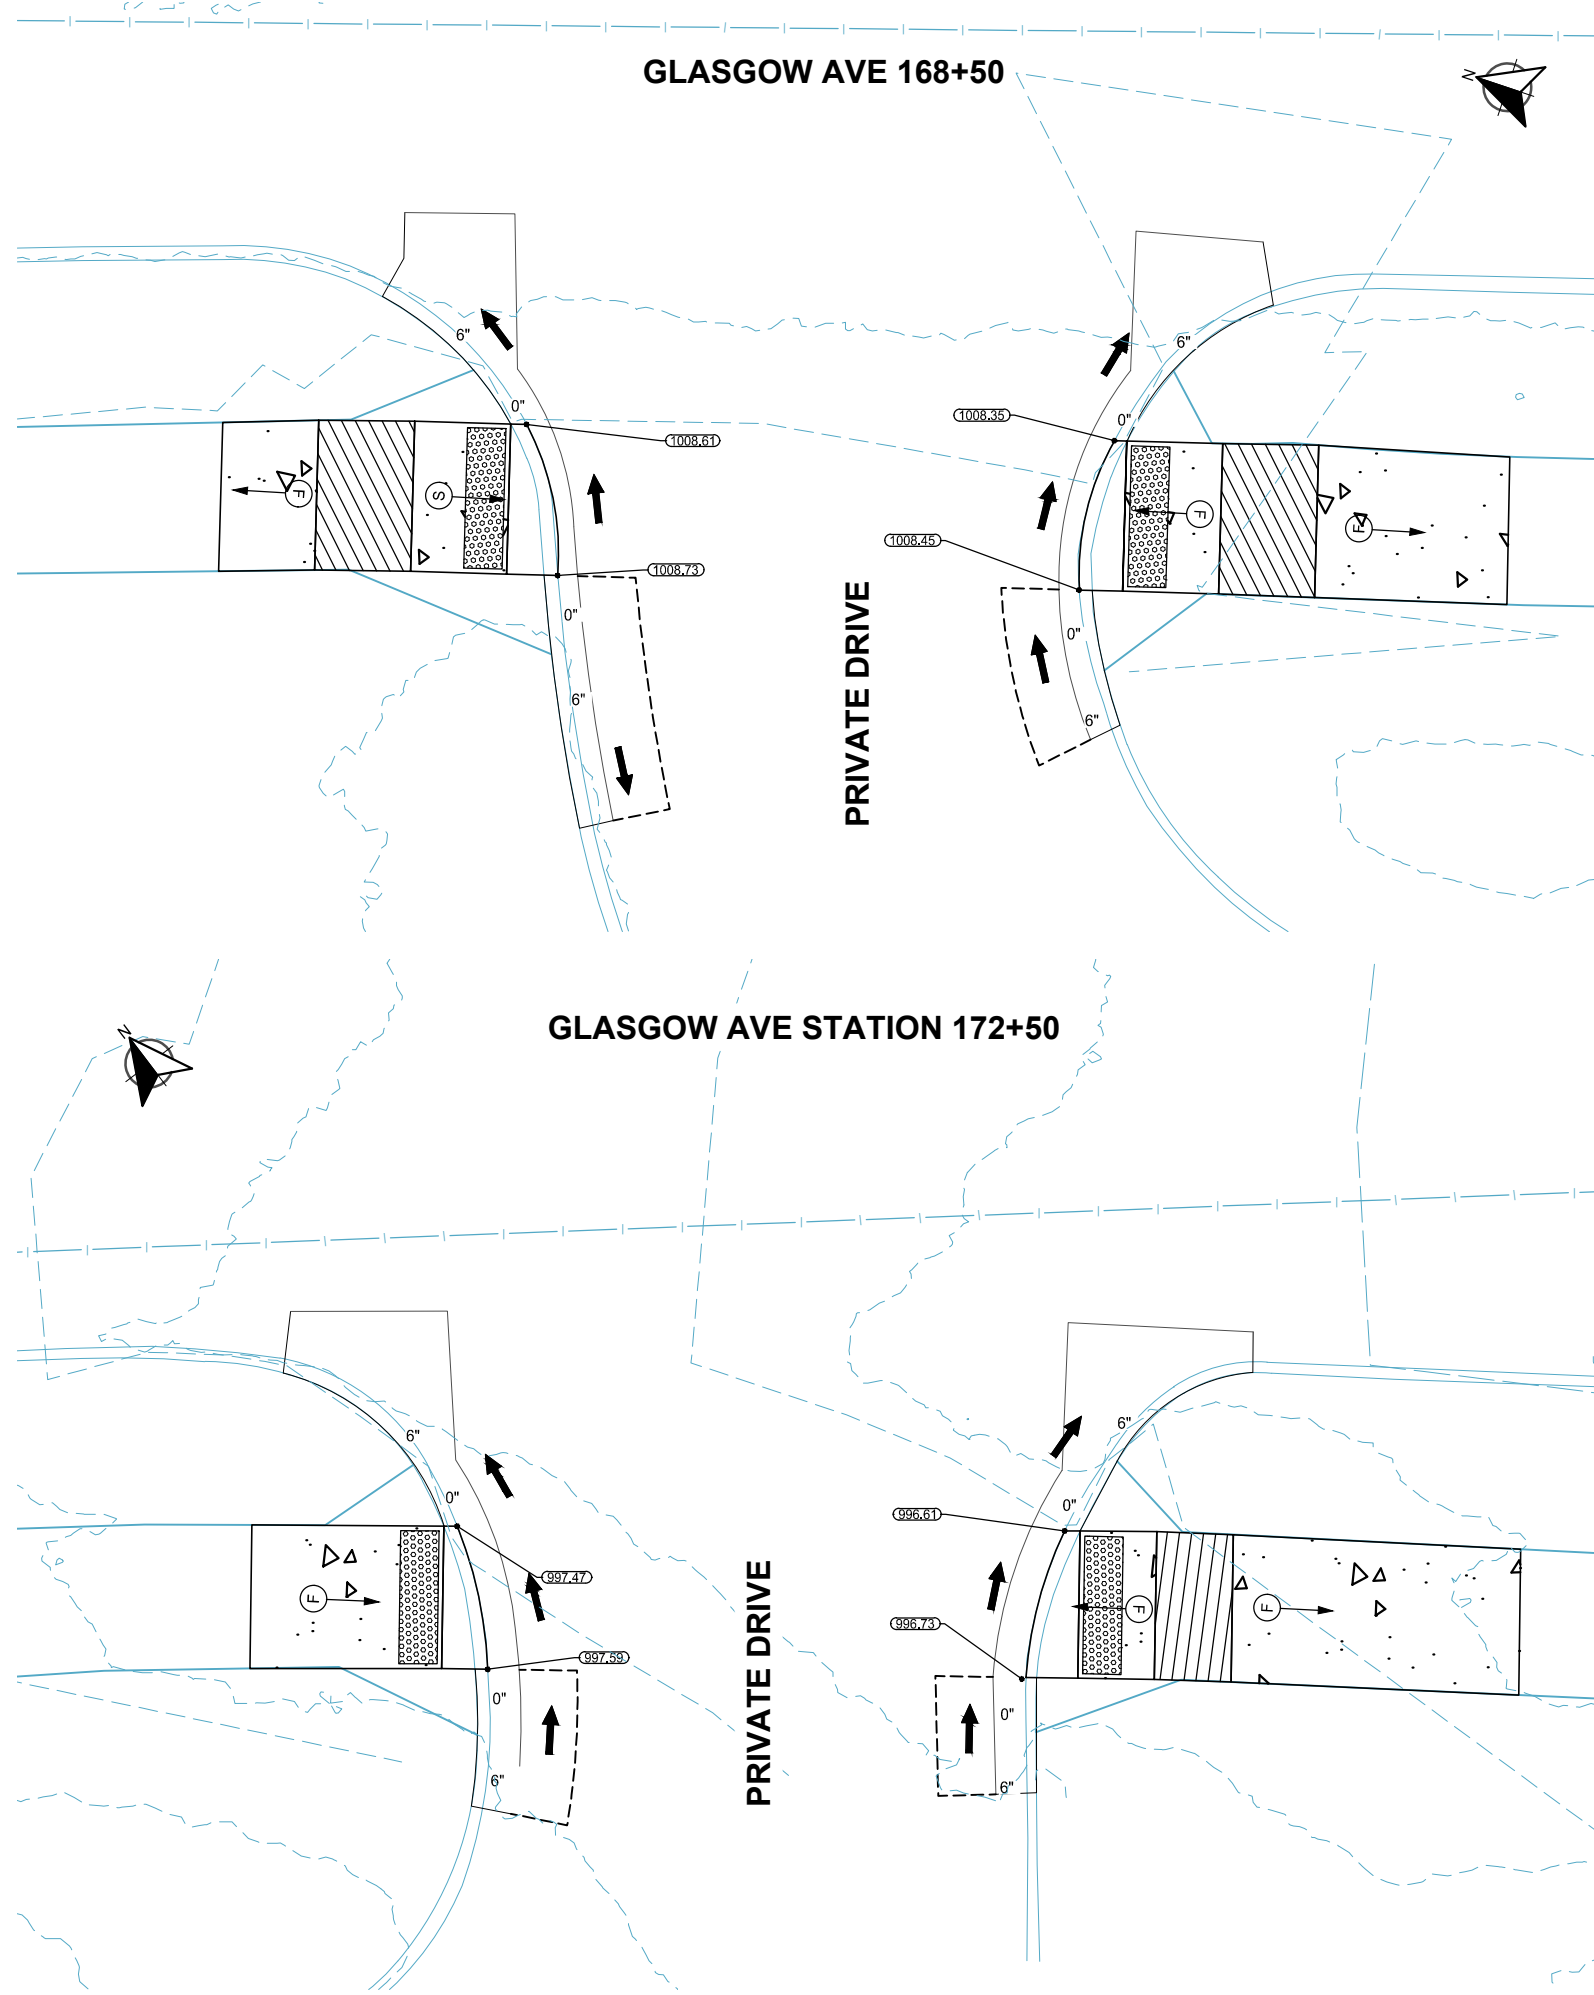 GLASGOW AVE 168+50
N
6"
6"
0"
0"
1008.35
1008.61
F
S
F
F
1008.45
1008.73
0"
0"
6"
6"
PRIVATE DRIVE
GLASGOW AVE STATION 172+50
N
6"
6"
0"
0"
996.61
997.47
F
F
F
996.73
997.59
0"
0"
6"
6"
PRIVATE DRIVE